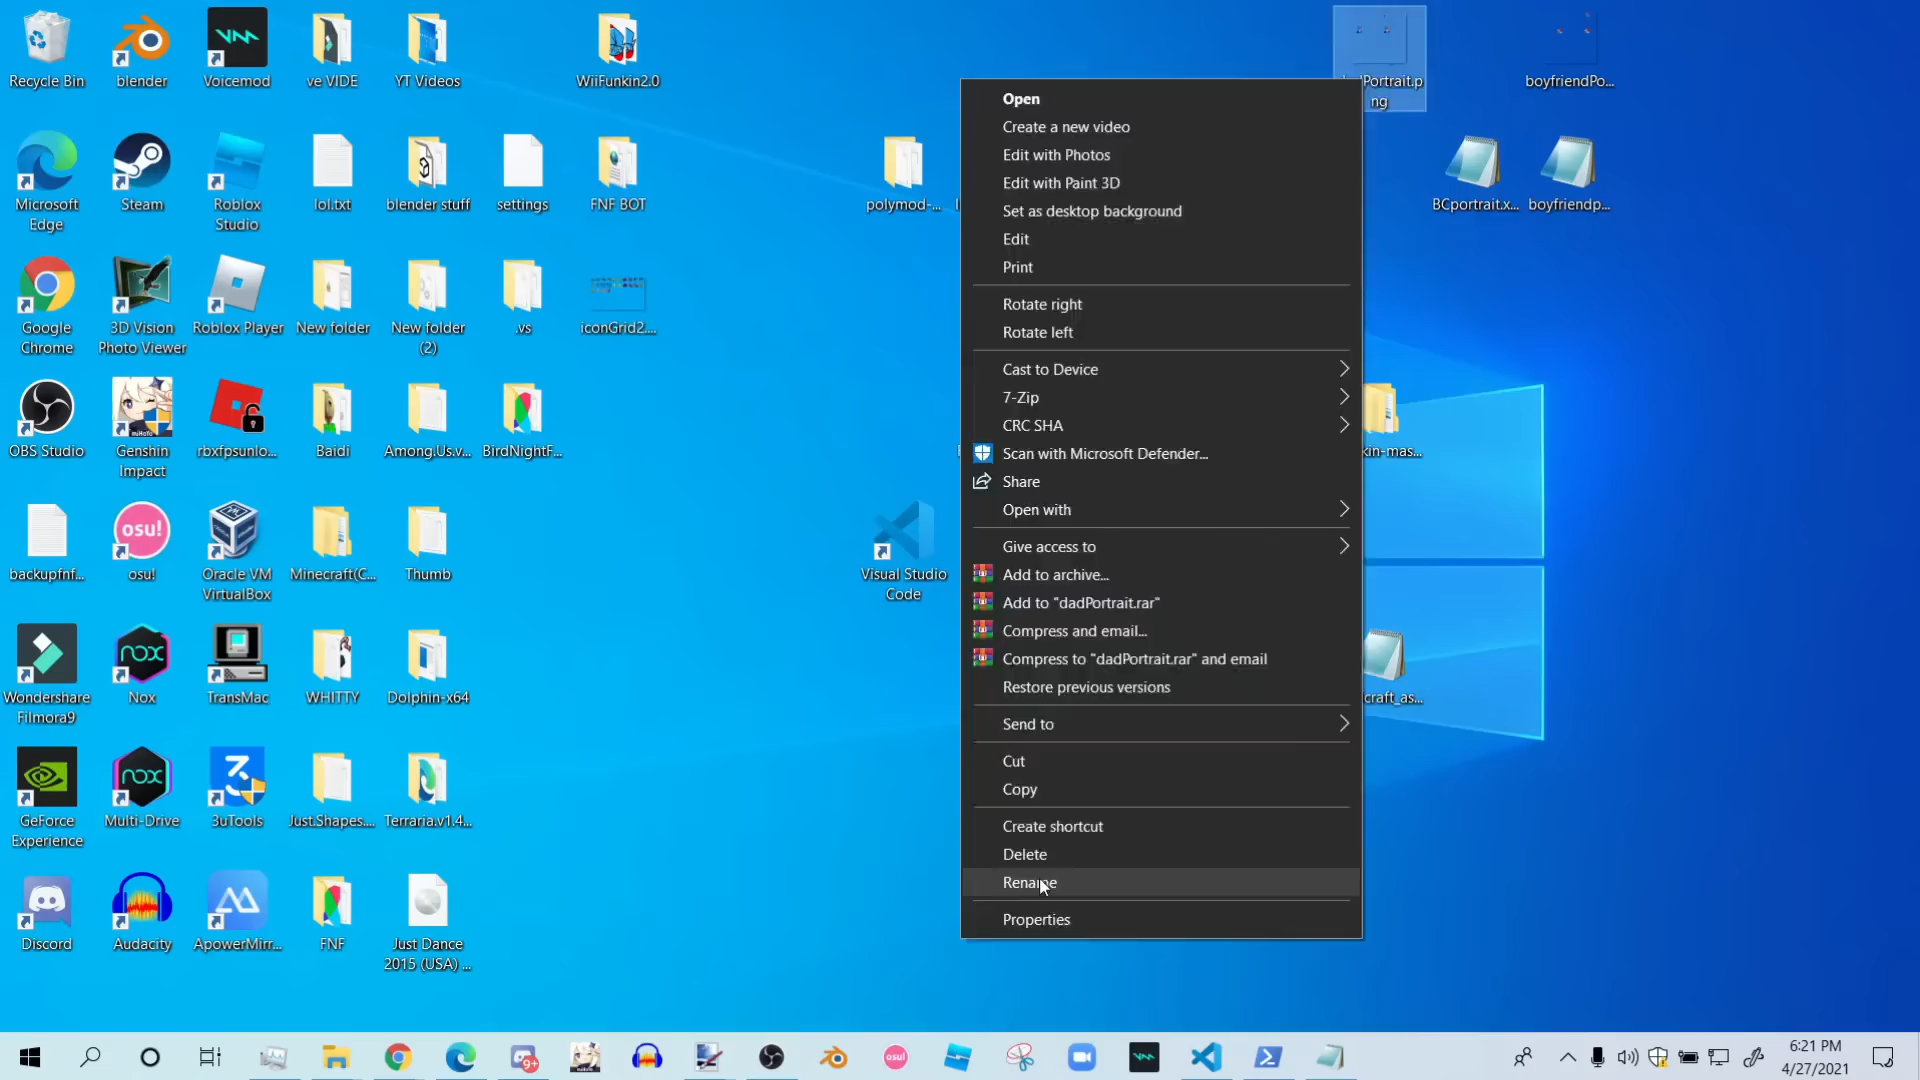 Recycle Bin
blender
Voicemod
ve VIDE
YT Videos
WiiFunkin2.0
Portrait.p
ng
boyfriendPo...
Microsoft
Edge
Steam
Roblox
Studio
lol.txt
blender stuff
settings
FNF BOT
polymod-...
BCportrait.x...
boyfriendp...
Google
Chrome
3D Vision
Photo Viewer
Roblox Player
New folder
New folder
(2)
.vs
iconGrid2....
OBS Studio
Genshin
Impact
rbxfpsunlo...
Baidi
Among.Us.v...
BirdNightF...
kin-mas...
backupfnf...
osu!
osu!
Oracle VM
VirtualBox
Minecraft(C...
Thumb
Visual Studio
Code
Wondershare
Filmora9
nox
Nox
TransMac
WHITTY
Dolphin-x64
craft_as...
GeForce
Experience
nox
Multi-Drive
3uTools
Just.Shapes....
Terraria.v1.4...
Discord
Audacity
ApowerMirr...
FNF
Just Dance
2015 (USA) ...
Open
Create a new video
Edit with Photos
Edit with Paint 3D
Set as desktop background
Edit
Print
Rotate right
Rotate left
Cast to Device
7-Zip
CRC SHA
Scan with Microsoft Defender...
Share
Open with
Give access to
Add to archive...
Add to "dadPortrait.rar"
Compress and email...
Compress to "dadPortrait.rar" and email
Restore previous versions
Send to
Cut
Copy
Create shortcut
Delete
Rename
Properties
9+
osu!
6:21 PM
4/27/2021